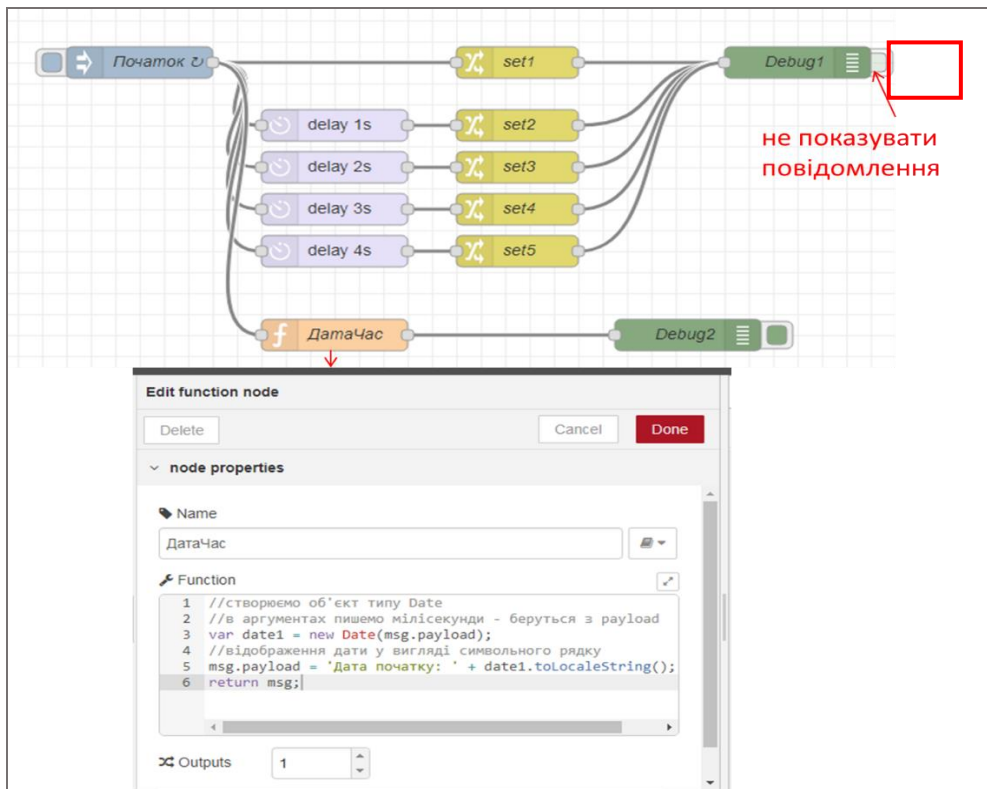 Початок ↻
set1
Debug1
delay 1s
set2
delay 2s
set3
delay 3s
set4
delay 4s
set5
не показувати
повідомлення
f
ДатаЧас
Debug2
Edit function node
Delete
Cancel
Done
node properties
Name
ДатаЧас
Function
1 //створюємо об'єкт типу Date
2 //в аргументах пишемо мілісекунди - беруться з payload
3 var date1 = new Date(msg.payload);
4 //відображення дати у вигляді символьного рядку
5 msg.payload = 'Дата початку: ' + date1.toLocaleString();
6 return msg;
Outputs
1